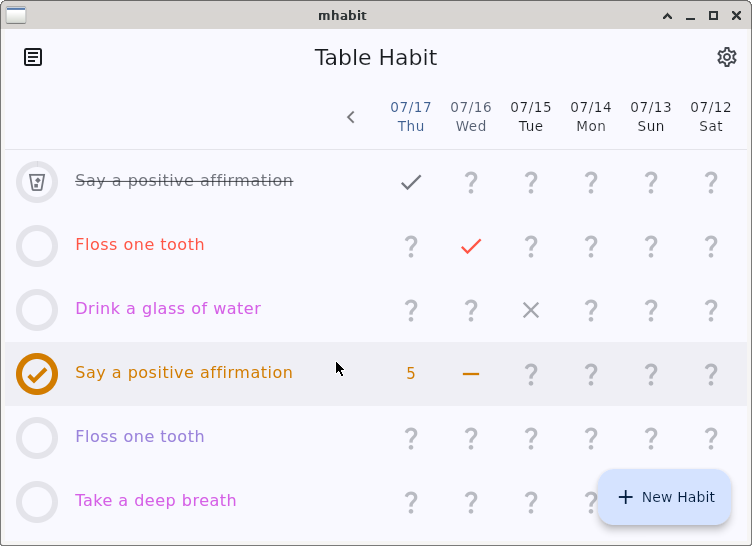 mhabit
Table Habit
07/17 07/16 07/15 07/14 07/13 07/12
Thu Wed Tue Mon Sun Sat
Say a positive affirmation ? ? ? ? ?
Floss one tooth ? ? ? ? ?
Drink a glass of water ? ? ? ? ?
Say a positive affirmation 5 ? ? ? ?
Floss one tooth ? ? ? ? ? ?
Take a deep breath ? ? ? ?
New Habit